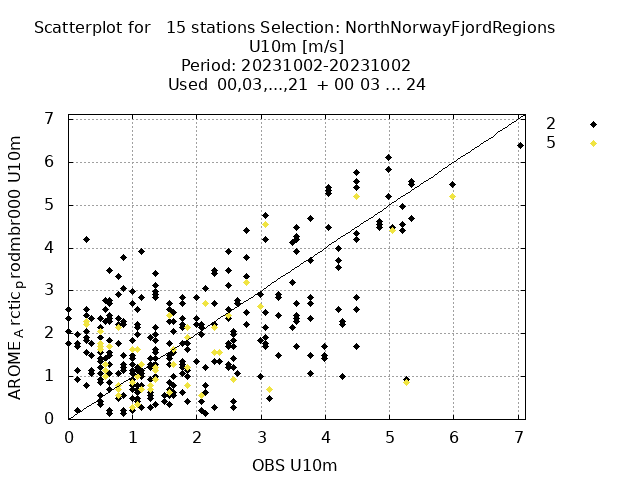 Scatterplot for 15 stations Selection: NorthNorwayFjordRegions
U10m [m/s]
Period: 20231002-20231002
Used 00,03,...,21 + 00 03 ... 24
2
5
7
6
5
4
3
2
1
0
AROME_Arctic_prodmbr000 U10m
0 1 2 3 4 5 6 7
OBS U10m